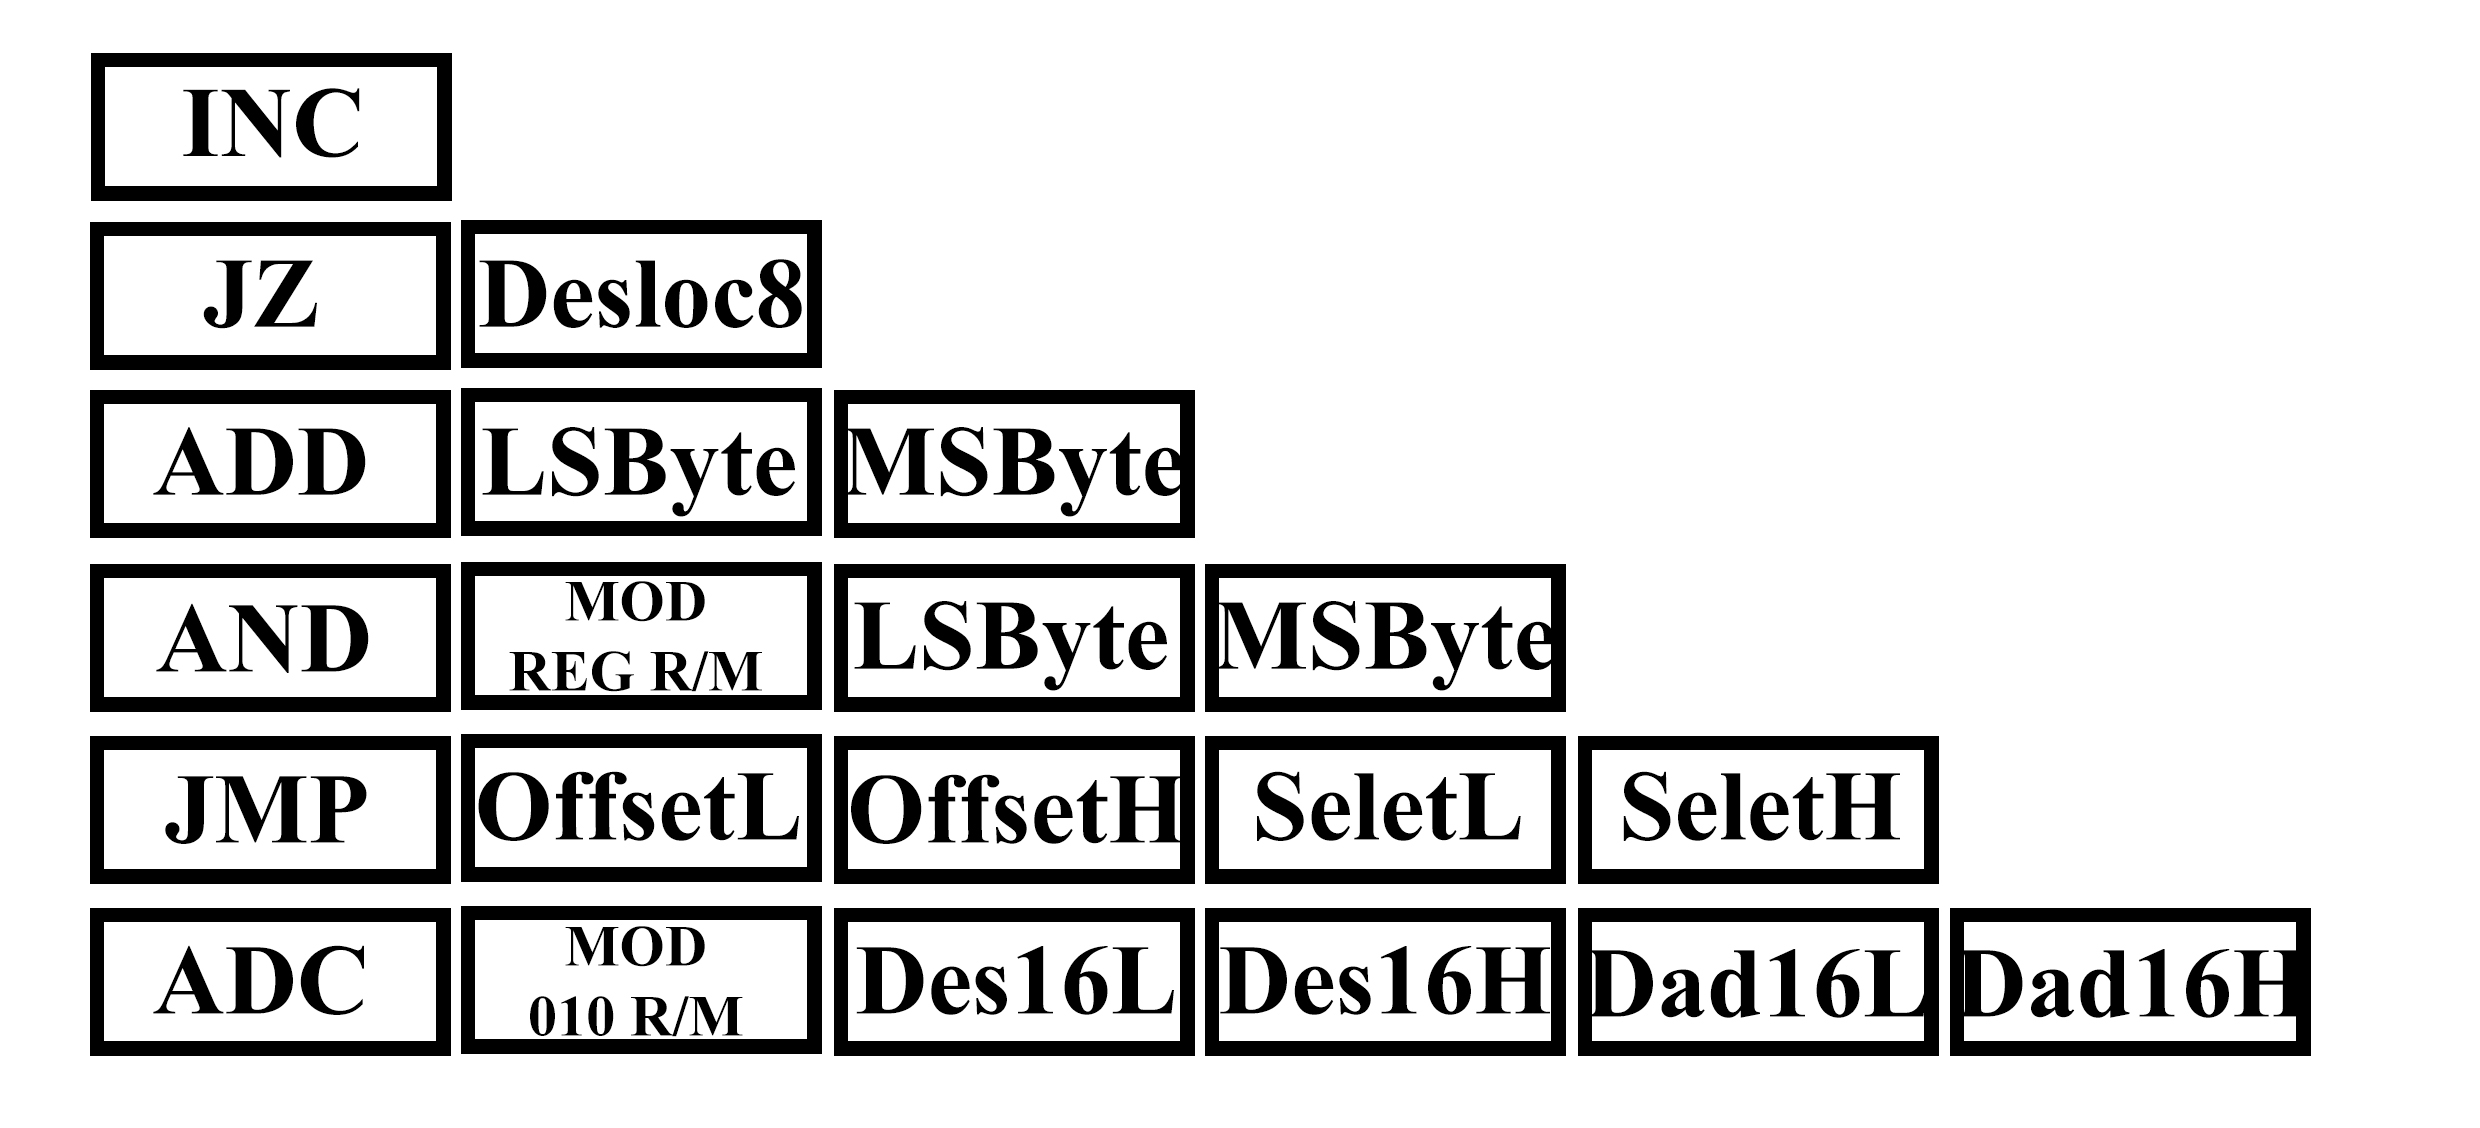 INC
JZ Desloc8
ADD LSByte MSByte
AND MOD REG R/M LSByte MSByte
JMP OffsetL OffsetH SeletL SeletH
ADC MOD 010 R/M Des16L Des16H Dad16L Dad16H